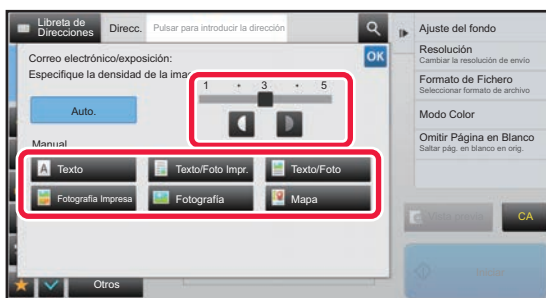 Libreta de
Direcciones
Direcc.
Pulsar para introducir la dirección
Correo electrónico/exposición:
Especifique la densidad de la
OK
1 • 3 • 5
Auto.
Manual
Texto
Texto/Foto Impr.
Texto/Foto
Fotografía Impresa
Fotografía
Mapa
Otros
Ajuste del fondo
Resolución
Cambiar la resolución de envío
Formato de Fichero
Seleccionar formato de archivo
Modo Color
Omitir Página en Blanco
Saltar pág. en blanco en orig.
CA